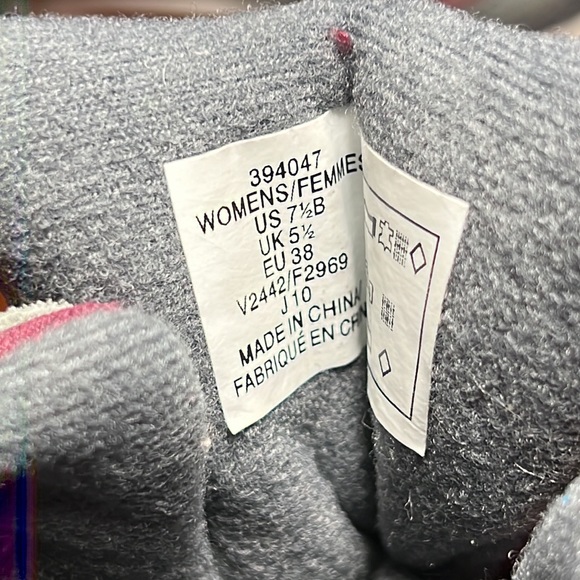 394047
WOMENS/FEMMES
US 7½B
UK 5½
EU 38
V2442/F2969
J10
MADE IN CHINA
FABRIQUÉ EN